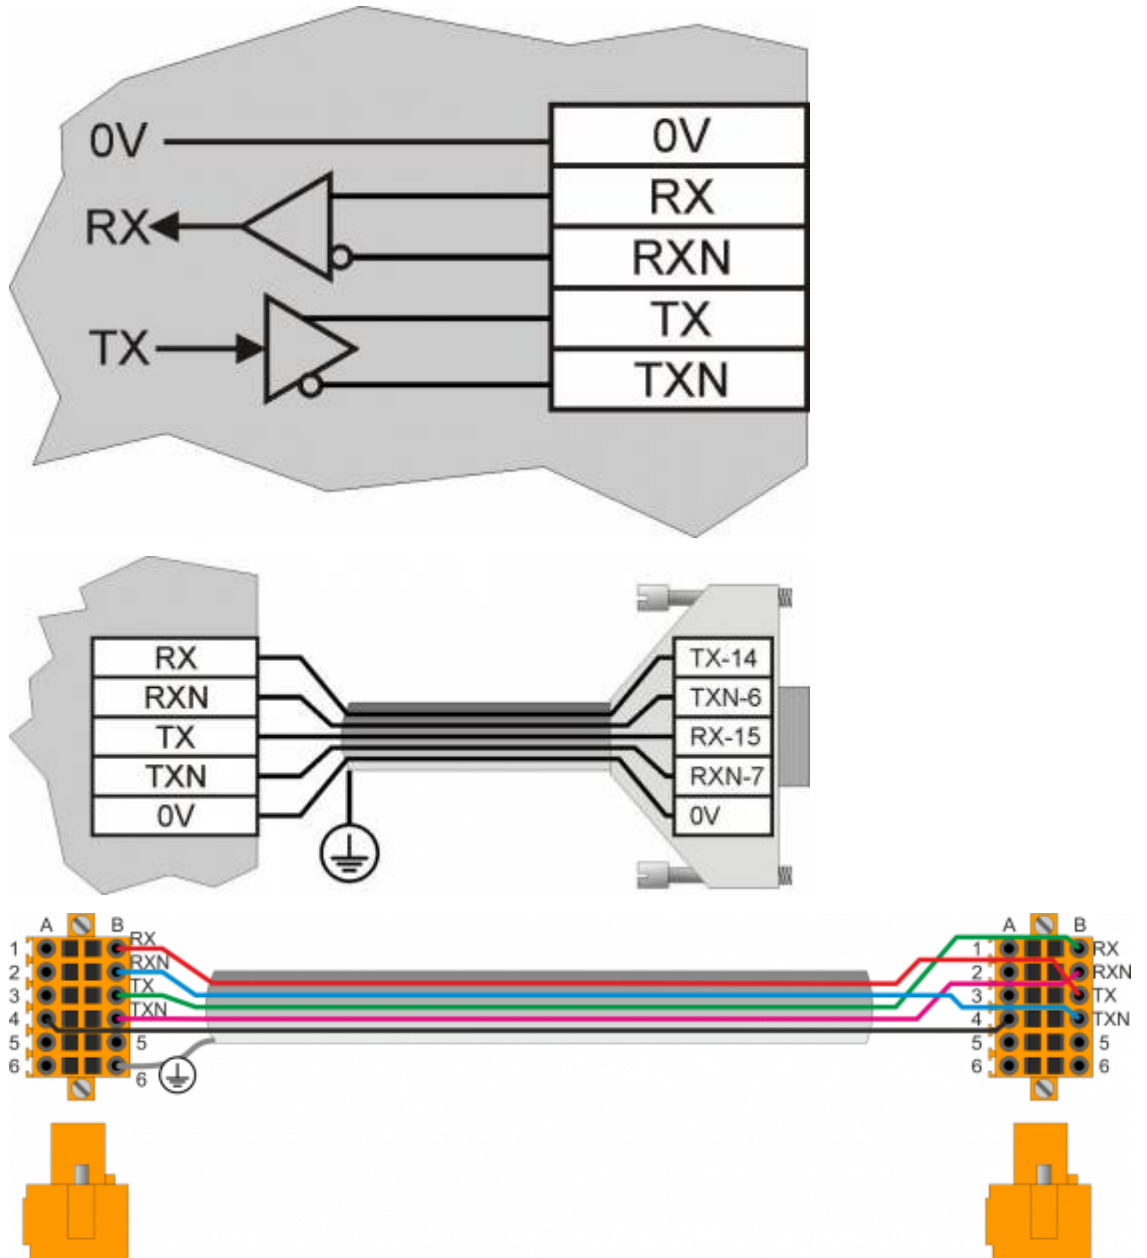 0V
0V
RX
RX
RXN
TX
TX
TXN
RX
TX-14
RXN
TXN-6
TX
RX-15
TXN
RXN-7
0V
0V
A B A B
1 RX 1 RX
2 RXN 2 RXN
3 TX 3 TX
4 TXN 4 TXN
5 5 5 5
6 6 6 6